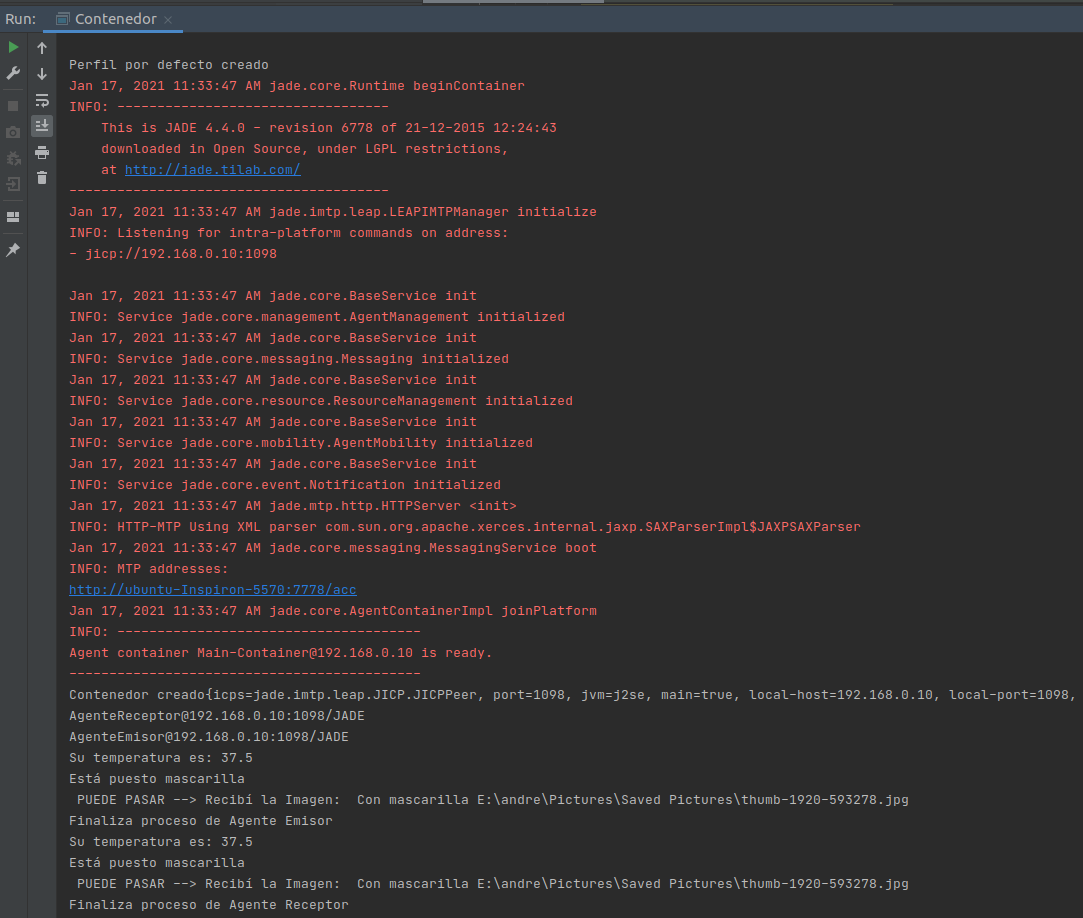 Run: Contenedor
Perfil por defecto creado
Jan 17, 2021 11:33:47 AM jade.core.Runtime beginContainer
INFO: ----------------------------------
    This is JADE 4.4.0 - revision 6778 of 21-12-2015 12:24:43
    downloaded in Open Source, under LGPL restrictions,
    at http://jade.tilab.com/
----------------------------------------
Jan 17, 2021 11:33:47 AM jade.imtp.leap.LEAPIMTPManager initialize
INFO: Listening for intra-platform commands on address:
- jicp://192.168.0.10:1098
Jan 17, 2021 11:33:47 AM jade.core.BaseService init
INFO: Service jade.core.management.AgentManagement initialized
Jan 17, 2021 11:33:47 AM jade.core.BaseService init
INFO: Service jade.core.messaging.Messaging initialized
Jan 17, 2021 11:33:47 AM jade.core.BaseService init
INFO: Service jade.core.resource.ResourceManagement initialized
Jan 17, 2021 11:33:47 AM jade.core.BaseService init
INFO: Service jade.core.mobility.AgentMobility initialized
Jan 17, 2021 11:33:47 AM jade.core.BaseService init
INFO: Service jade.core.event.Notification initialized
Jan 17, 2021 11:33:47 AM jade.mtp.http.HTTPServer <init>
INFO: HTTP-MTP Using XML parser com.sun.org.apache.xerces.internal.jaxp.SAXParserImpl$JAXPSAXParser
Jan 17, 2021 11:33:47 AM jade.core.messaging.MessagingService boot
INFO: MTP addresses:
http://ubuntu-Inspiron-5570:7778/acc
Jan 17, 2021 11:33:47 AM jade.core.AgentContainerImpl joinPlatform
INFO: --------------------------------------
Agent container Main-Container@192.168.0.10 is ready.
--------------------------------------------
Contenedor creado{icps=jade.imtp.leap.JICP.JICPPeer, port=1098, jvm=j2se, main=true, local-host=192.168.0.10, local-port=1098,
AgenteReceptor@192.168.0.10:1098/JADE
AgenteEmisor@192.168.0.10:1098/JADE
Su temperatura es: 37.5
Está puesto mascarilla
 PUEDE PASAR --> Recibí la Imagen:  Con mascarilla E:\andre\Pictures\Saved Pictures\thumb-1920-593278.jpg
Finaliza proceso de Agente Emisor
Su temperatura es: 37.5
Está puesto mascarilla
 PUEDE PASAR --> Recibí la Imagen:  Con mascarilla E:\andre\Pictures\Saved Pictures\thumb-1920-593278.jpg
Finaliza proceso de Agente Receptor